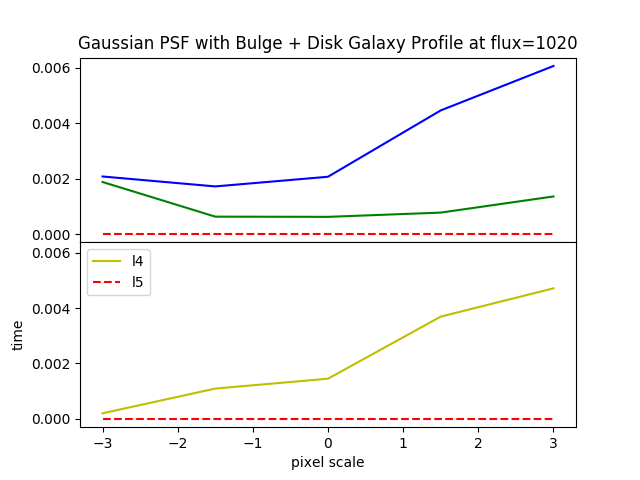 Gaussian PSF with Bulge + Disk Galaxy Profile at flux=1020
0.006
0.004
0.002
0.000
0.006
0.004
0.002
0.000
time
l4
l5
−3 −2 −1 0 1 2 3
pixel scale